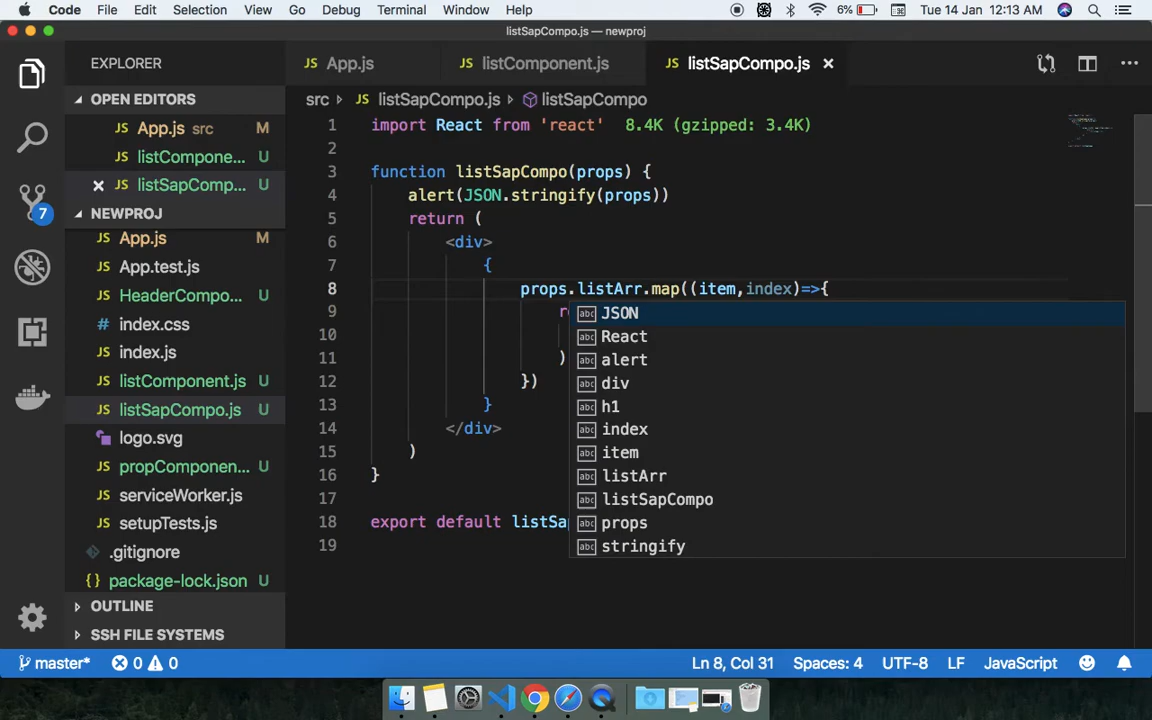 Code File Edit Selection View Go Debug Terminal Window Help 6% Tue 14 Jan 12:13 AM
listSapCompo.js — newproj
EXPLORER
App.js
listComponent.js
listSapCompo.js
OPEN EDITORS
App.js src M
listCompone... U
listSapComp... U
NEWPROJ
App.js M
App.test.js
HeaderCompo... U
index.css
index.js
listComponent.js U
listSapCompo.js U
logo.svg
propComponen... U
serviceWorker.js
setupTests.js
.gitignore
package-lock.json U
OUTLINE
SSH FILE SYSTEMS
7
src listSapCompo.js listSapCompo
1 import React from 'react' 8.4K (gzipped: 3.4K)
2
3 function listSapCompo(props) {
4 alert(JSON.stringify(props))
5 return (
6 <div>
7 {
8 props.listArr.map((item,index)=>{
9 r
10
11 )
12 })
13 }
14 </div>
15 )
16 }
17
18 export default listSa
19
JSON
React
alert
div
h1
index
item
listArr
listSapCompo
props
stringify
master* 0 0 Ln 8, Col 31 Spaces: 4 UTF-8 LF JavaScript